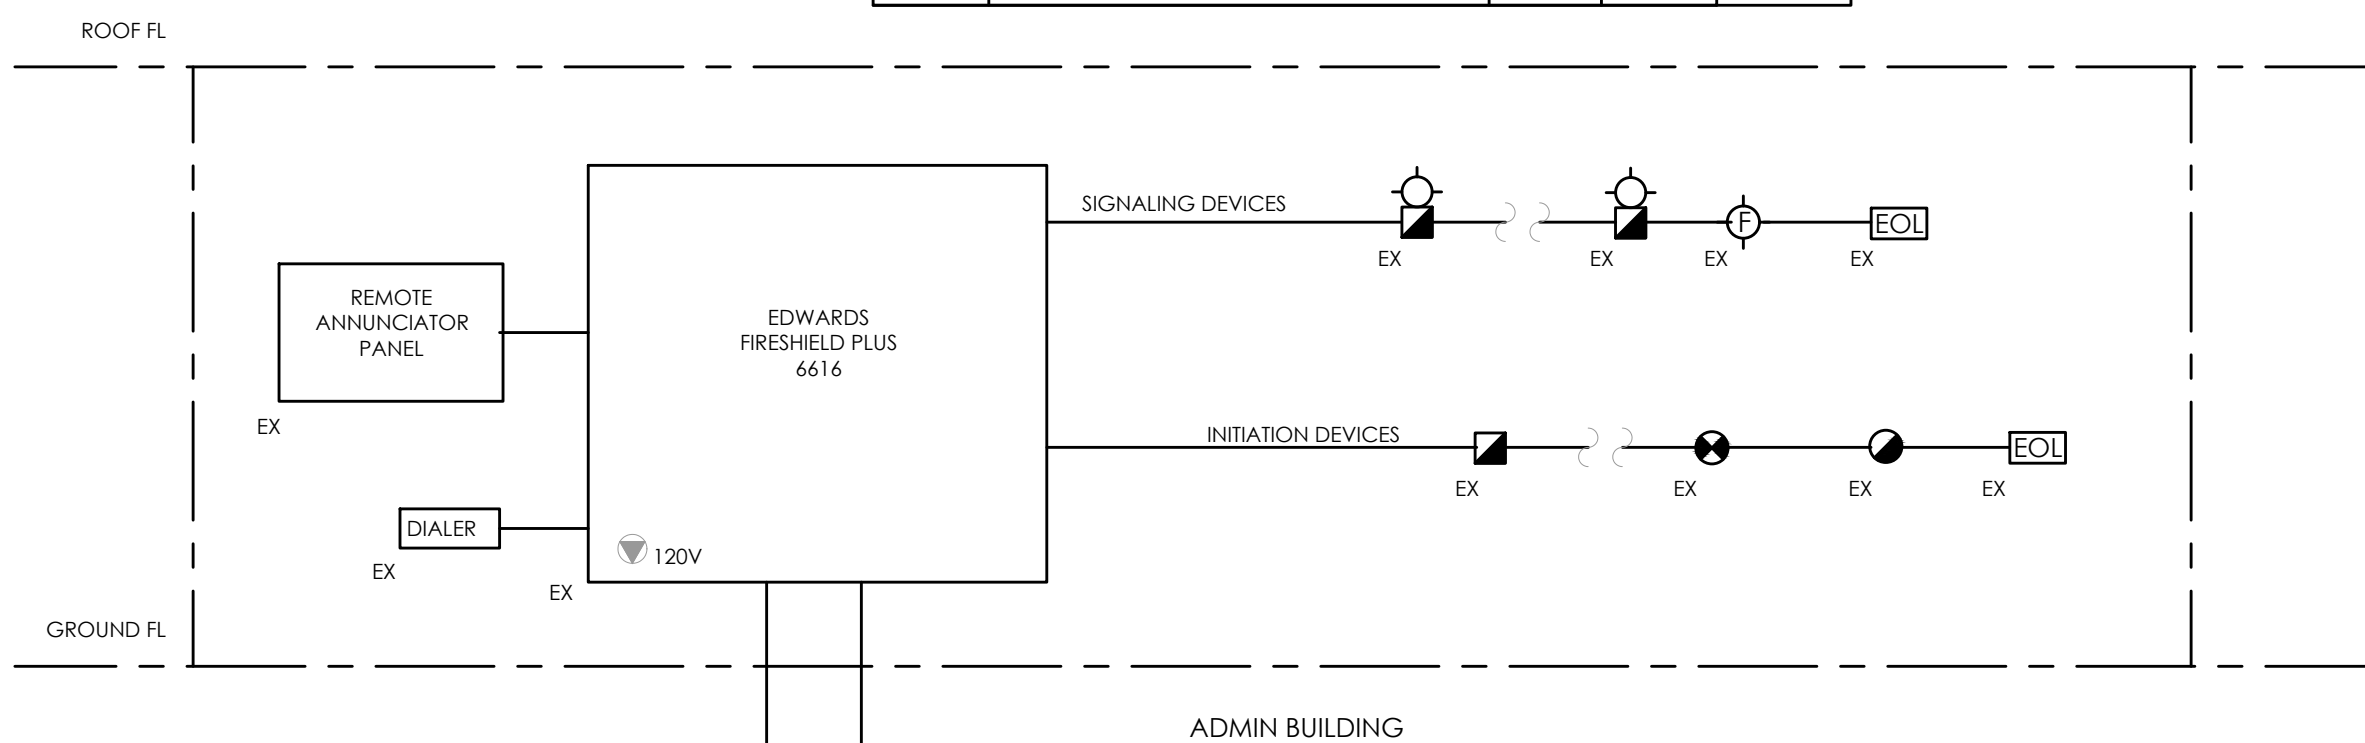 ROOF FL
SIGNALING DEVICES
F
EOL
EX
EX
EX
EX
REMOTE
ANNUNCIATOR
PANEL
EX
EDWARDS
FIRESHIELD PLUS
6616
INITIATION DEVICES
EOL
EX
EX
EX
EX
DIALER
EX
120V
EX
GROUND FL
ADMIN BUILDING